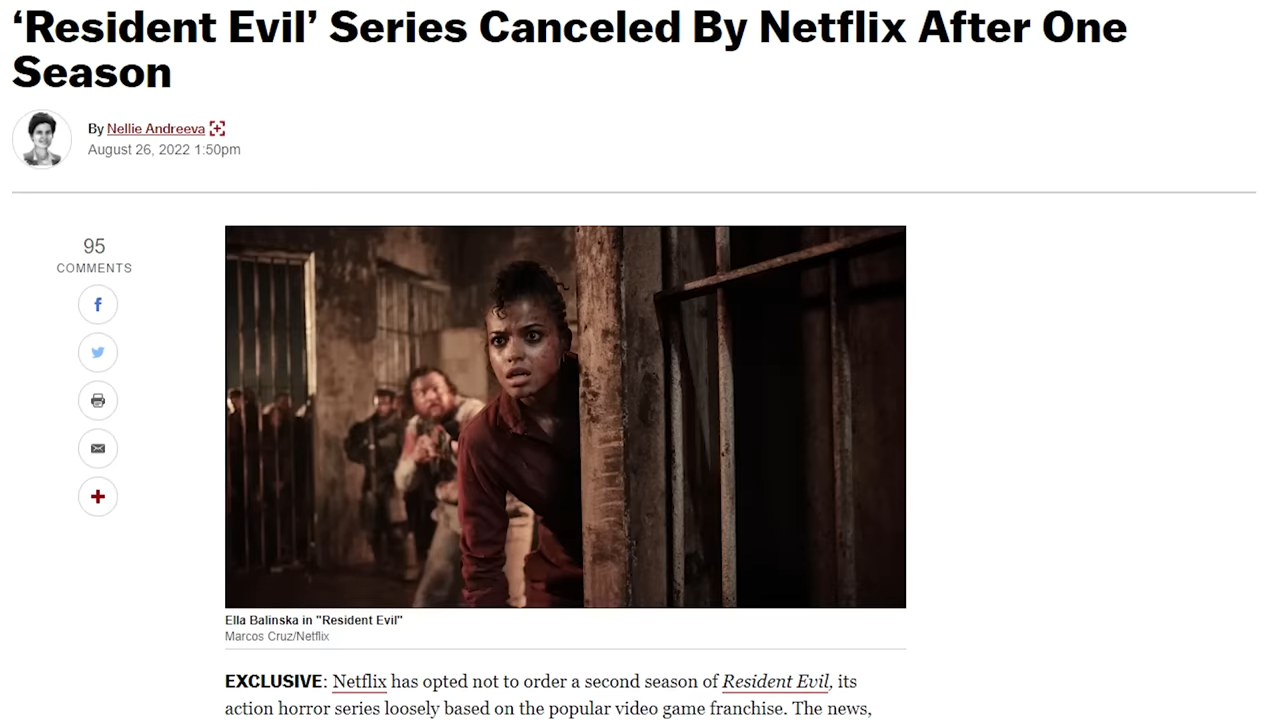 ‘Resident Evil’ Series Canceled By Netflix After One
Season
By Nellie Andreeva
August 26, 2022 1:50pm
95
COMMENTS
Ella Balinska in "Resident Evil"
Marcos Cruz/Netflix
EXCLUSIVE: Netflix has opted not to order a second season of Resident Evil, its
action horror series loosely based on the popular video game franchise. The news,